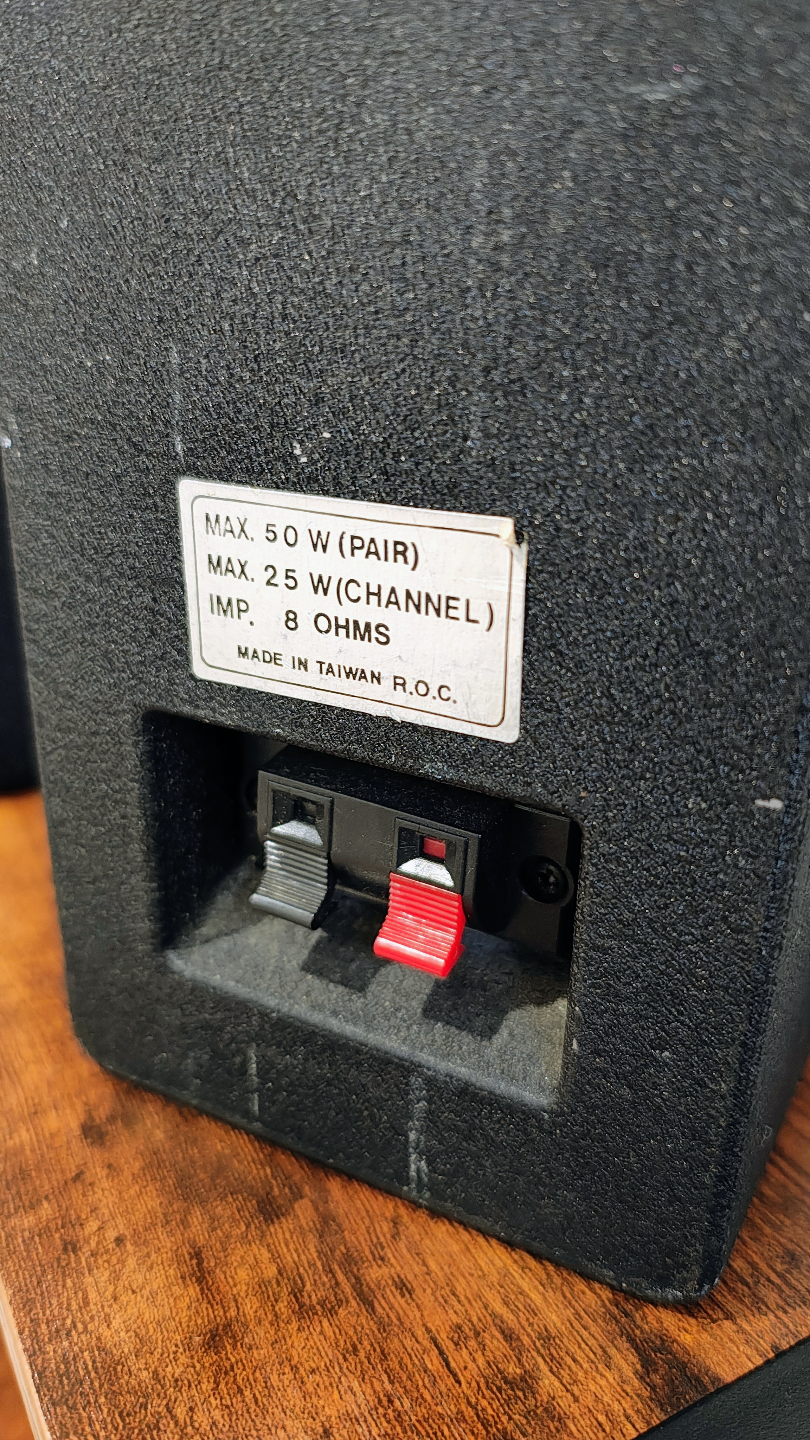 MAX. 50 W (PAIR)
MAX. 25 W (CHANNEL)
IMP. 8 OHMS
MADE IN TAIWAN R.O.C.